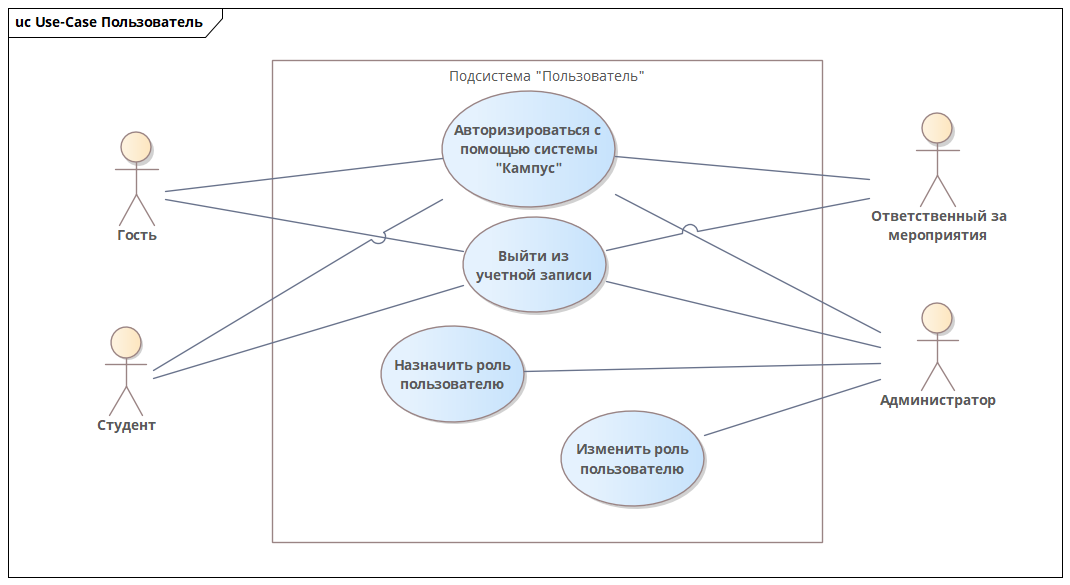 uc Use-Case Пользователь
Подсистема "Пользователь"
Авторизироваться с
помощью системы
"Кампус"
Гость
Ответственный за
мероприятия
Выйти из
учетной записи
Назначить роль
пользователю
Студент
Администратор
Изменить роль
пользователю